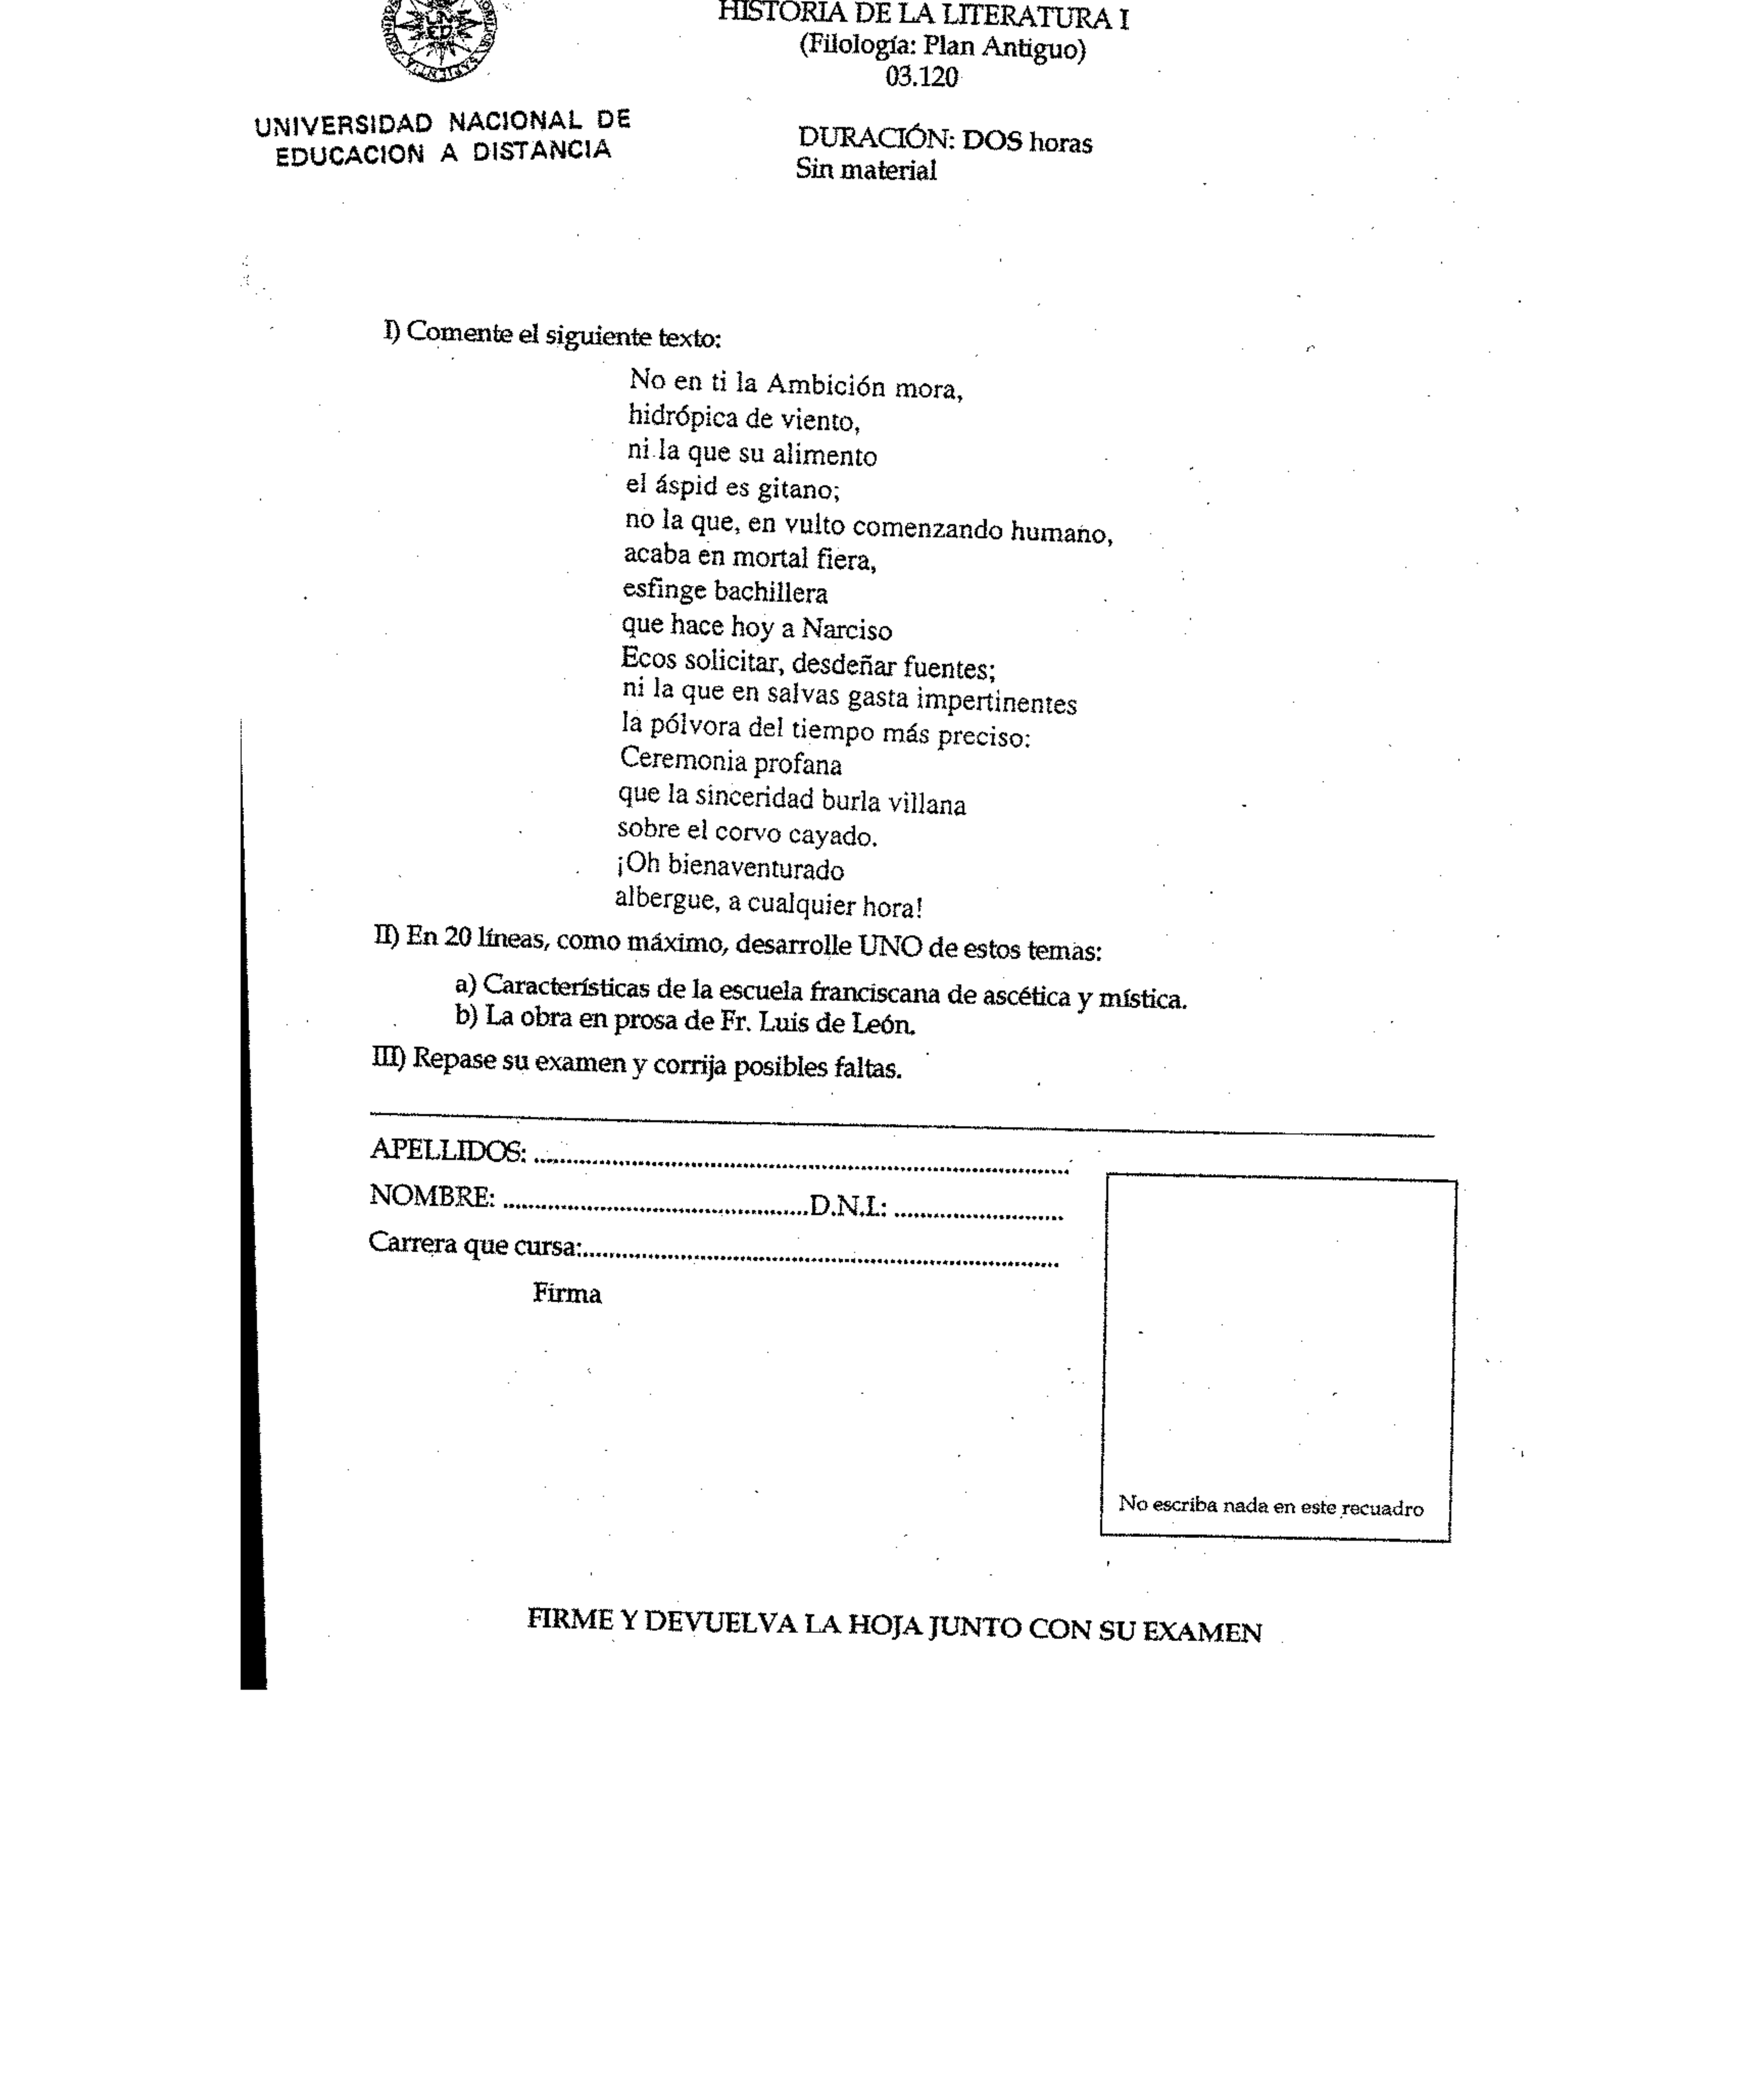 HISTORIA DE LA LITERATURA I
(Filología: Plan Antiguo)
03.120
UNIVERSIDAD NACIONAL DE
EDUCACION A DISTANCIA
DURACIÓN: DOS horas
Sin material
I) Comente el siguiente texto:
No en ti la Ambición mora,
hidrópica de viento,
ni la que su alimento
el áspid es gitano;
no la que, en vulto comenzando humano,
acaba en mortal fiera,
esfinge bachillera
que hace hoy a Narciso
Ecos solicitar, desdeñar fuentes;
ni la que en salvas gasta impertinentes
la pólvora del tiempo más preciso:
Ceremonia profana
que la sinceridad burla villana
sobre el corvo cayado.
¡Oh bienaventurado
albergue, a cualquier hora!
II) En 20 líneas, como máximo, desarrolle UNO de estos temas:
a) Características de la escuela franciscana de ascética y mística.
b) La obra en prosa de Fr. Luis de León.
III) Repase su examen y corrija posibles faltas.
APELLIDOS: ................................................................
NOMBRE: ............................................D.N.I.: .........................
Carrera que cursa:......................................................................
Firma
No escriba nada en este recuadro
FIRME Y DEVUELVA LA HOJA JUNTO CON SU EXAMEN